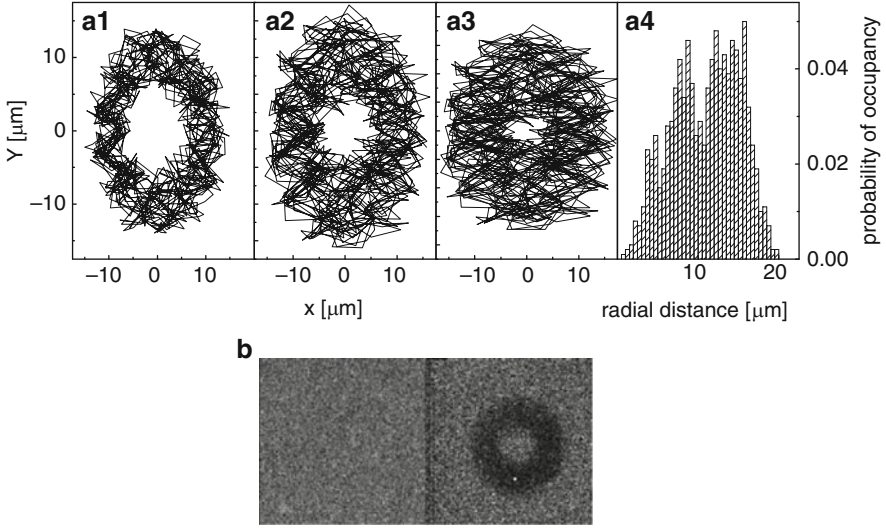 a1 a2 a3 a4
10
0
−10
Y [μm]
−10 0 10
−10 0 10
−10 0 10
10 20
x [μm]
radial distance [μm]
0.04
0.02
0.00
probability of occupancy
b